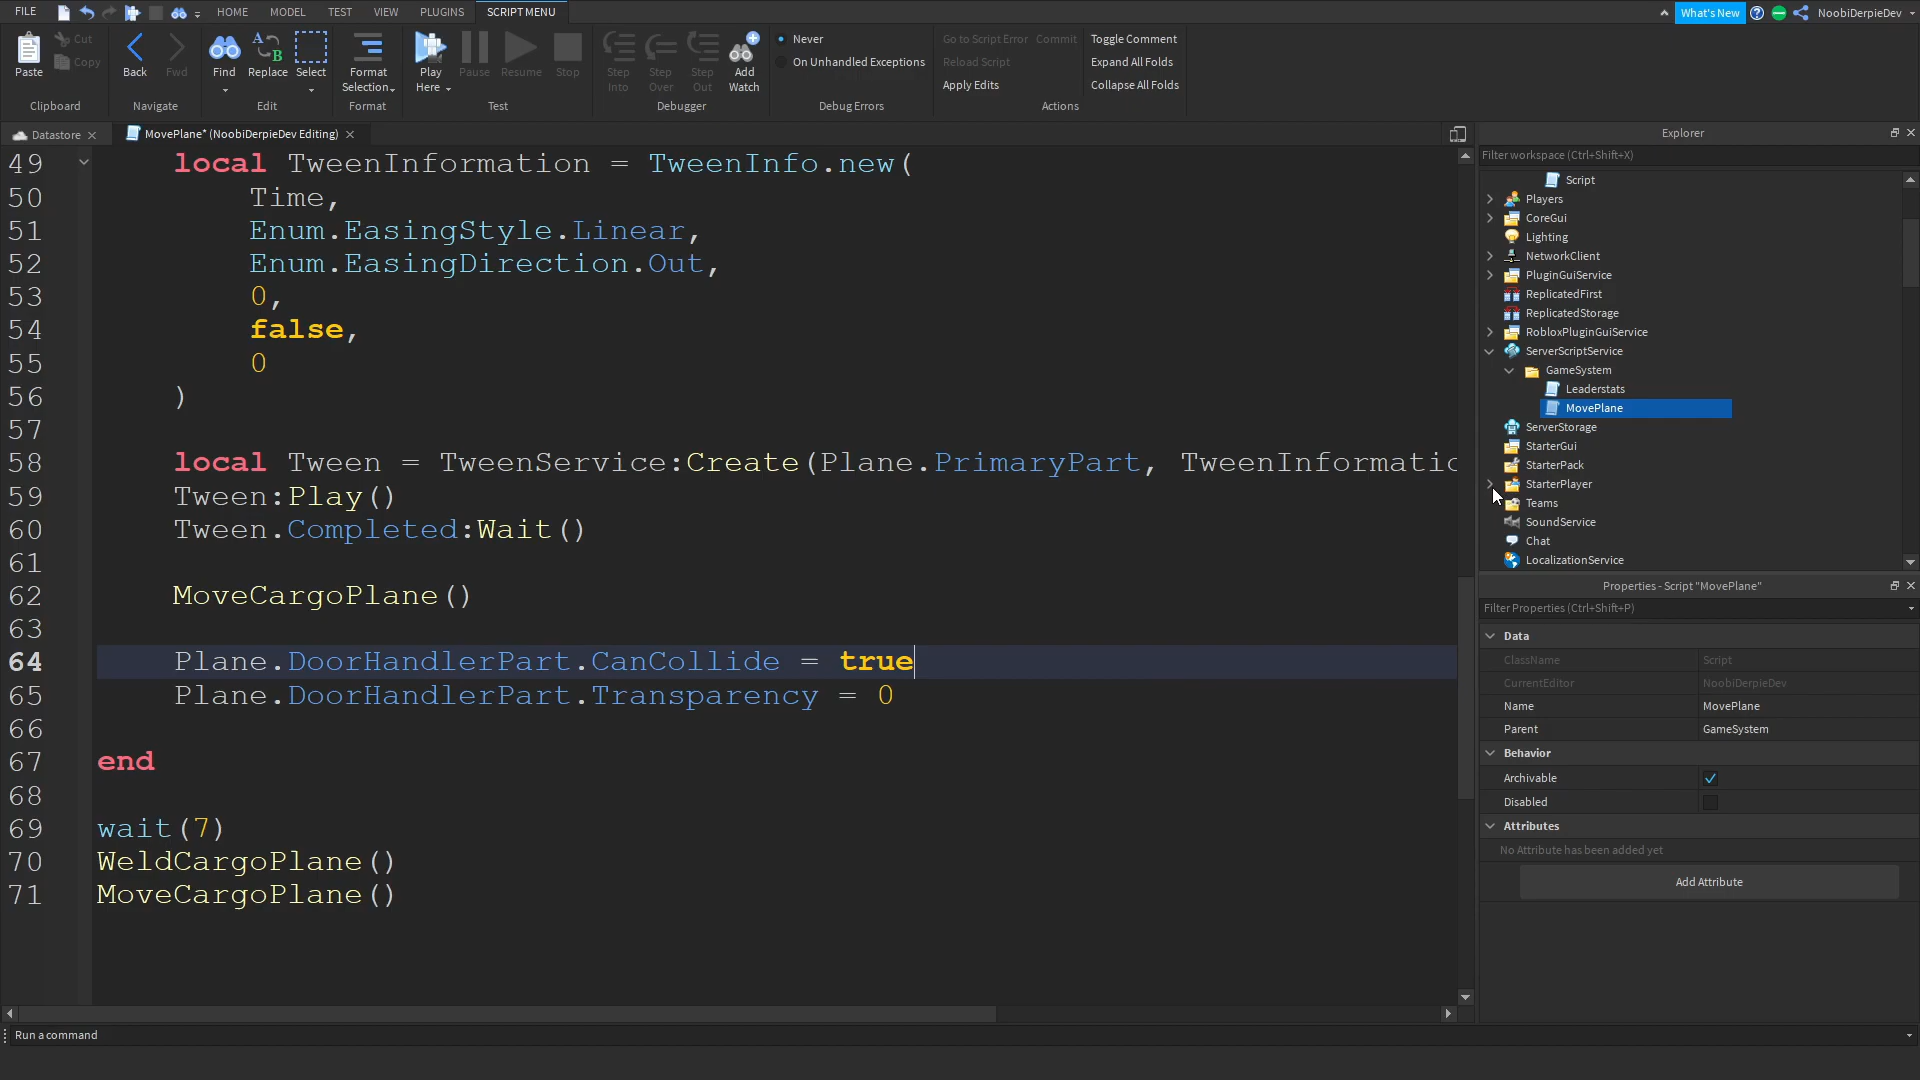 FILE HOME MODEL TEST VIEW PLUGINS SCRIPT MENU What's New NoobiDerpieDev
Paste Cut Copy Clipboard
Back Fwd Navigate
Find Replace Select Edit
Format Selection Format
Play Here Pause Resume Stop Test
Step Into Step Over Step Out Add Watch Debugger
Never
On Unhandled Exceptions
Debug Errors
Go to Script Error Commit Toggle Comment
Reload Script Expand All Folds
Apply Edits Collapse All Folds
Actions
Datastore MovePlane* (NoobiDerpieDev Editing)
49 local TweenInformation = TweenInfo.new(
50 Time,
51 Enum.EasingStyle.Linear,
52 Enum.EasingDirection.Out,
53 0,
54 false,
55 0
56 )
57
58 local Tween = TweenService:Create(Plane.PrimaryPart, TweenInformatic
59 Tween:Play()
60 Tween.Completed:Wait()
61
62 MoveCargoPlane()
63
64 Plane.DoorHandlerPart.CanCollide = true
65 Plane.DoorHandlerPart.Transparency = 0
66
67 end
68
69 wait(7)
70 WeldCargoPlane()
71 MoveCargoPlane()
Explorer
Filter workspace (Ctrl+Shift+X)
Script
Players
CoreGui
Lighting
NetworkClient
PluginGuiService
ReplicatedFirst
ReplicatedStorage
RobloxPluginGuiService
ServerScriptService
GameSystem
Leaderstats
MovePlane
ServerStorage
StarterGui
StarterPack
StarterPlayer
Teams
SoundService
Chat
LocalizationService
Properties - Script "MovePlane"
Filter Properties (Ctrl+Shift+P)
Data
ClassName Script
CurrentEditor NoobiDerpieDev
Name MovePlane
Parent GameSystem
Behavior
Archivable
Disabled
Attributes
No Attribute has been added yet
Add Attribute
Run a command